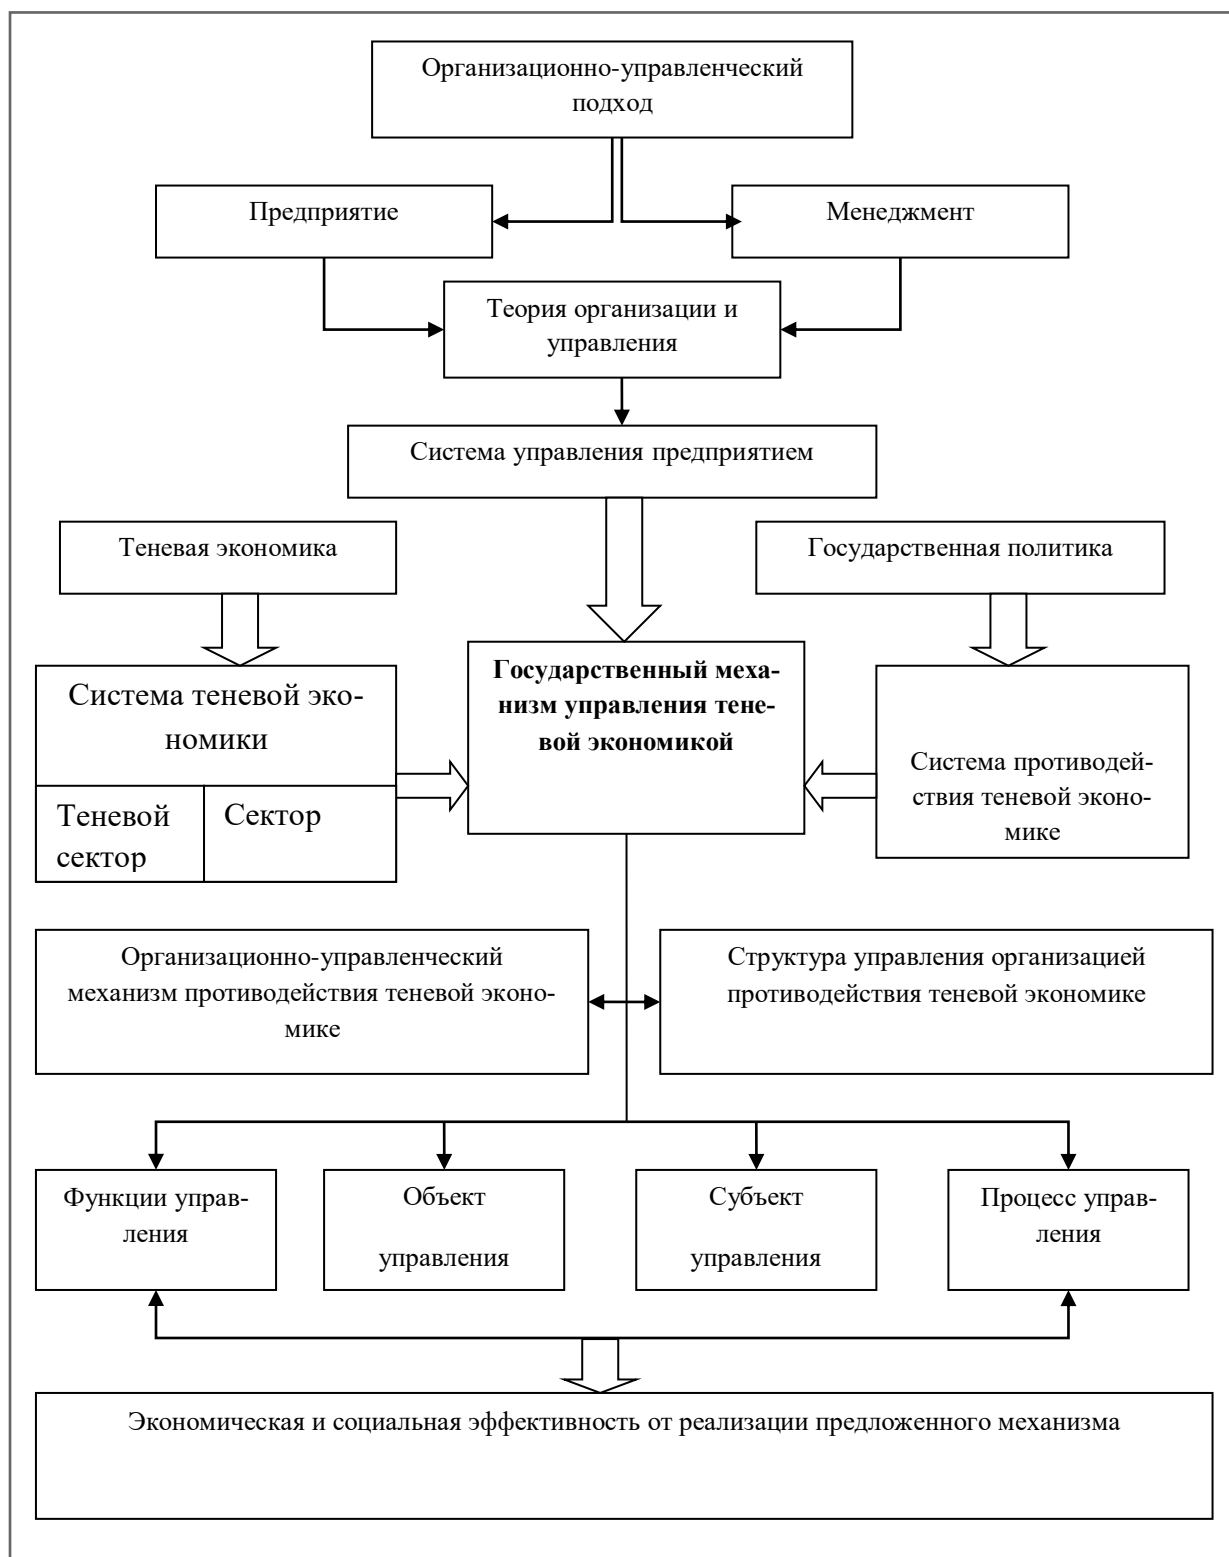 Организационно-управленческий
подход
Предприятие
Менеджмент
Теория организации и
управления
Система управления предприятием
Теневая экономика
Государственная политика
Система теневой эко-
номики
Теневой
сектор
Сектор
Государственный меха-
низм управления тене-
вой экономикой
Система противодей-
ствия теневой эконо-
мике
Организационно-управленческий
механизм противодействия теневой эконо-
мике
Структура управления организацией
противодействия теневой экономике
Функции управ-
ления
Объект
управления
Субъект
управления
Процесс управ-
ления
Экономическая и социальная эффективность от реализации предложенного механизма